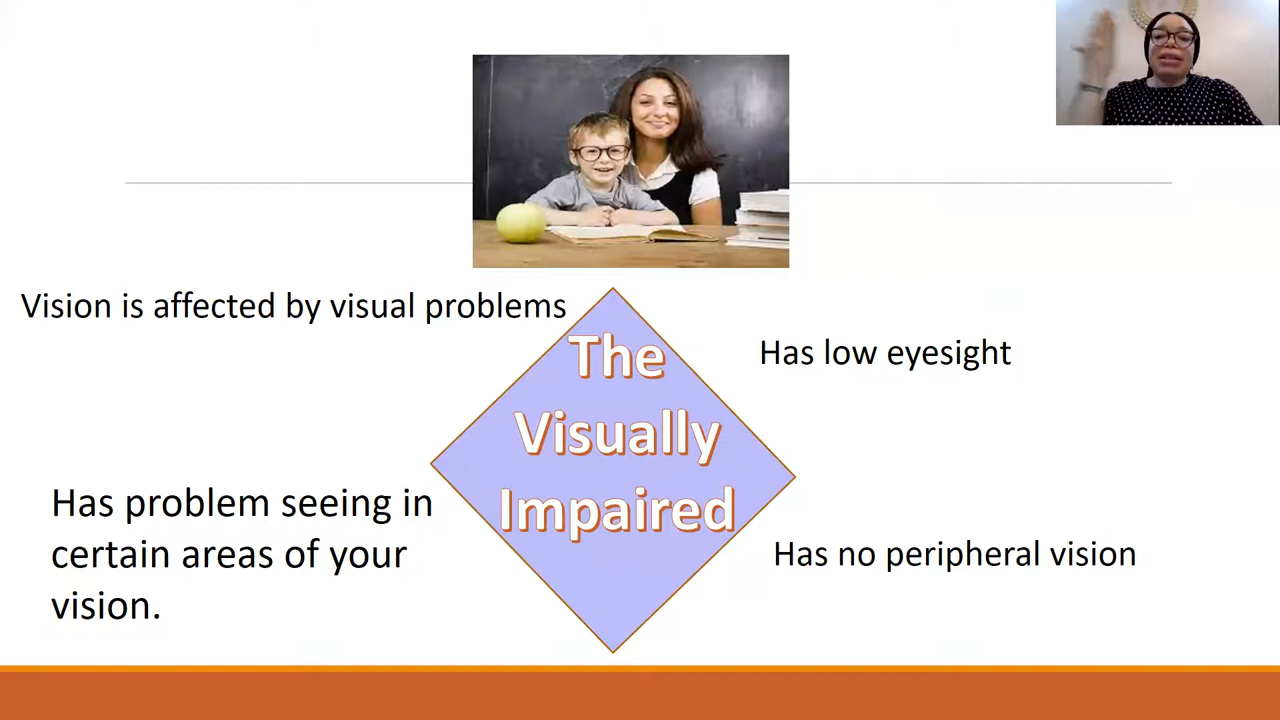 Vision is affected by visual problems
The
Visually
Impaired
Has low eyesight
Has problem seeing in
certain areas of your
vision.
Has no peripheral vision